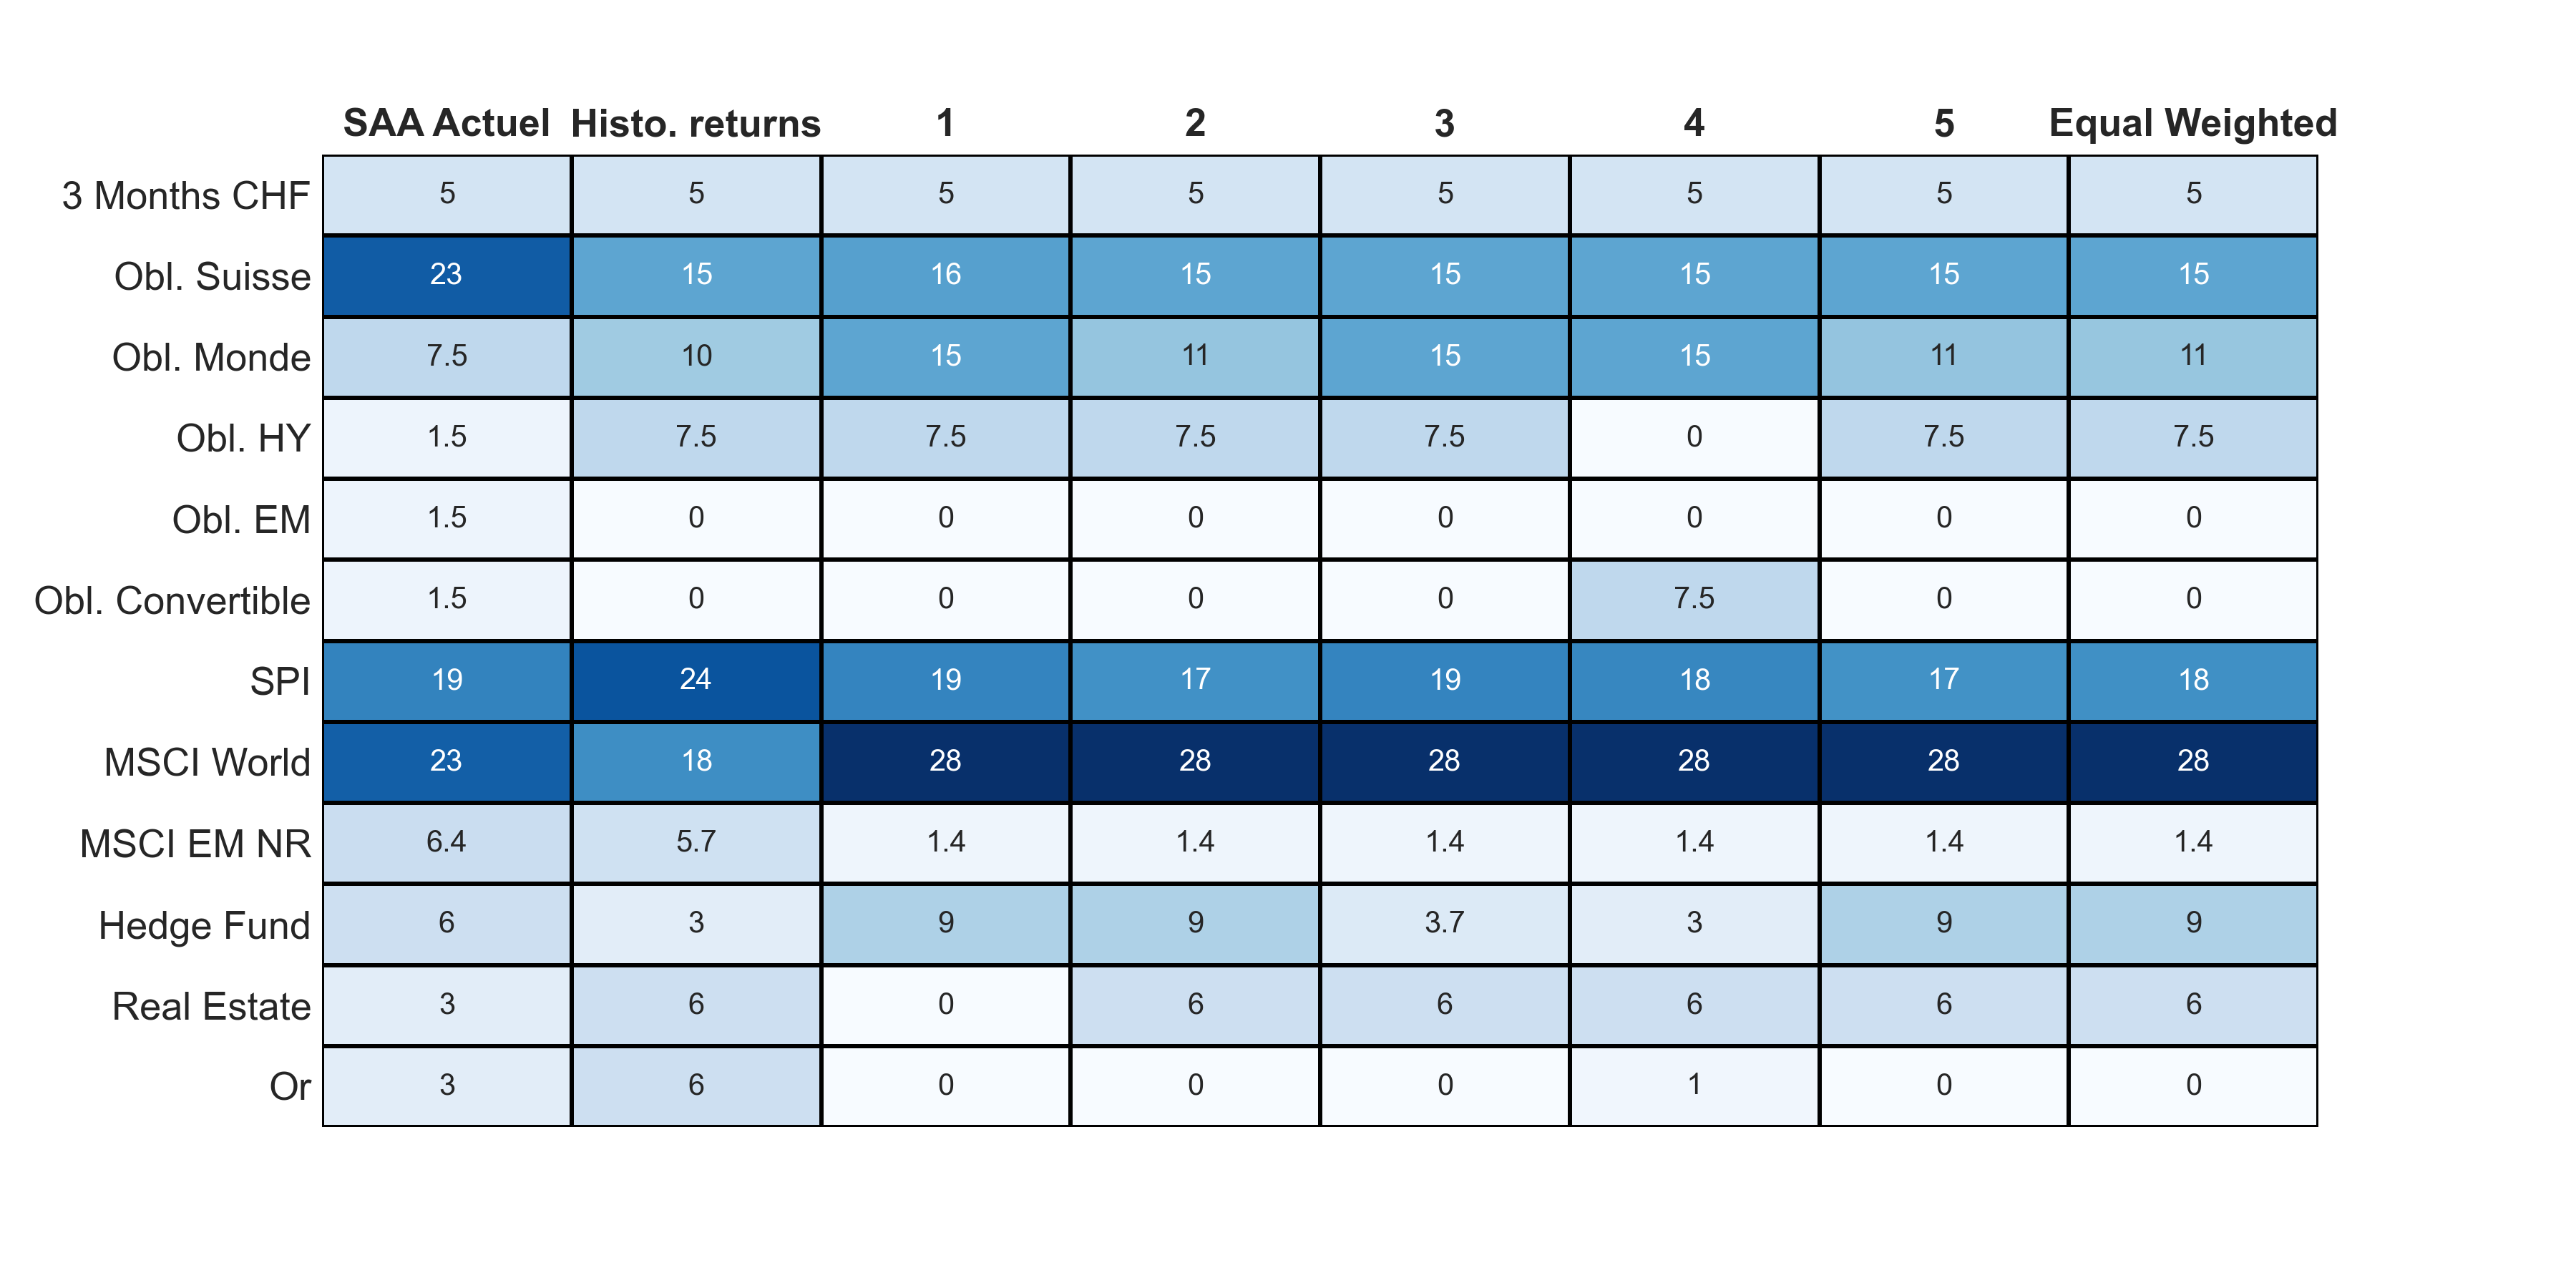 SAA Actuel Histo. returns 1 2 3 4 5 Equal Weighted
3 Months CHF 5 5 5 5 5 5 5 5
Obl. Suisse 23 15 16 15 15 15 15 15
Obl. Monde 7.5 10 15 11 15 15 11 11
Obl. HY 1.5 7.5 7.5 7.5 7.5 0 7.5 7.5
Obl. EM 1.5 0 0 0 0 0 0 0
Obl. Convertible 1.5 0 0 0 0 7.5 0 0
SPI 19 24 19 17 19 18 17 18
MSCI World 23 18 28 28 28 28 28 28
MSCI EM NR 6.4 5.7 1.4 1.4 1.4 1.4 1.4 1.4
Hedge Fund 6 3 9 9 3.7 3 9 9
Real Estate 3 6 0 6 6 6 6 6
Or 3 6 0 0 0 1 0 0